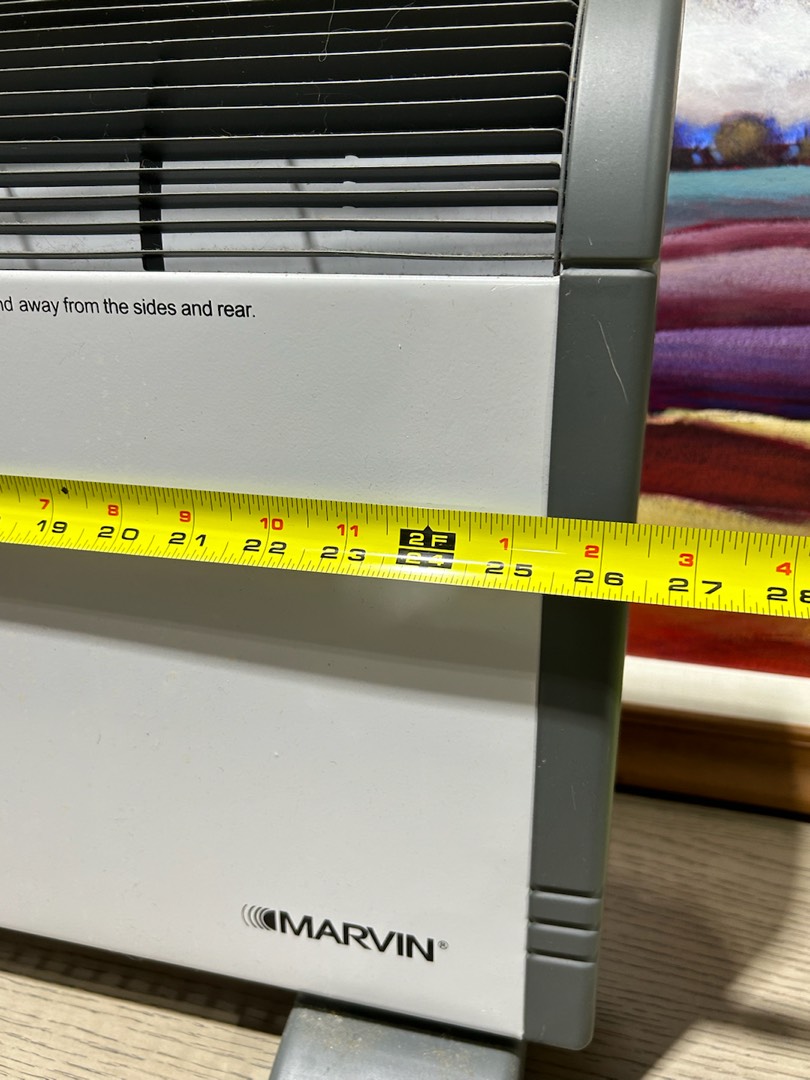 nd away from the sides and rear.
7 8 9 10 11 2F 1 2 3 4
19 20 21 22 23 24 25 26 27 28
MARVIN®